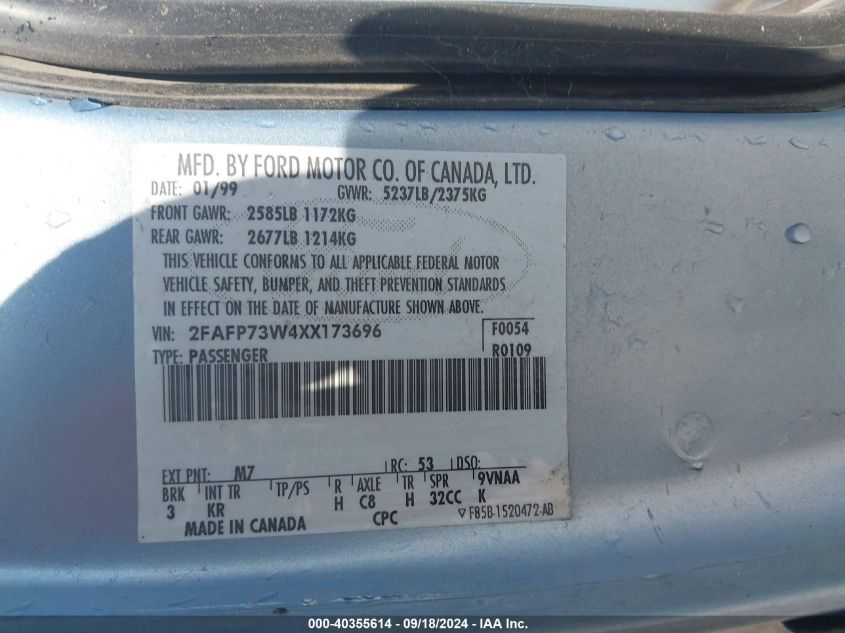 MFD. BY FORD MOTOR CO. OF CANADA, LTD.
DATE: 01/99 GVWR: 5237LB/2375KG
FRONT GAWR: 2585LB 1172KG
REAR GAWR: 2677LB 1214KG
THIS VEHICLE CONFORMS TO ALL APPLICABLE FEDERAL MOTOR
VEHICLE SAFETY, BUMPER, AND THEFT PREVENTION STANDARDS
IN EFFECT ON THE DATE OF MANUFACTURE SHOWN ABOVE.
VIN: 2FAFP73W4XX173696 F0054
TYPE: PASSENGER R0109
EXT PNT: M7 RC: 53 DSO:
BRK INT TR TP/PS R AXLE TR SPR 9VNAA
3 KR H C8 H 32CC K
MADE IN CANADA CPC F85B-1520472-AB
000-40355614 - 09/18/2024 - IAA Inc.